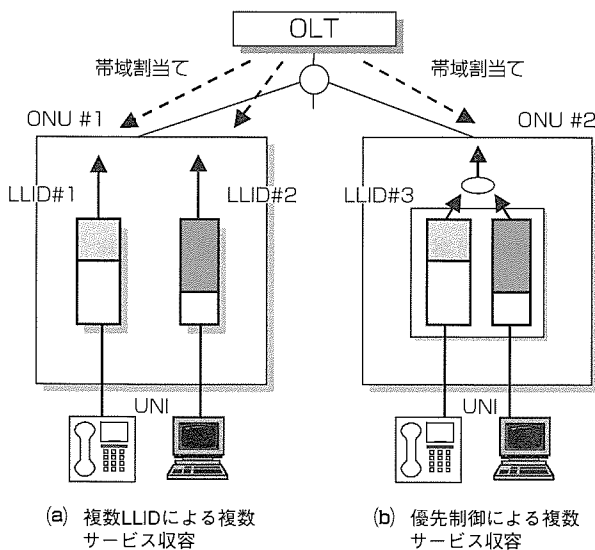 OLT
帯域割当て
帯域割当て
ONU #1
ONU #2
LLID#1
LLID#2
LLID#3
UNI
UNI
(a) 複数LLIDによる複数
サービス収容
(b) 優先制御による複数
サービス収容